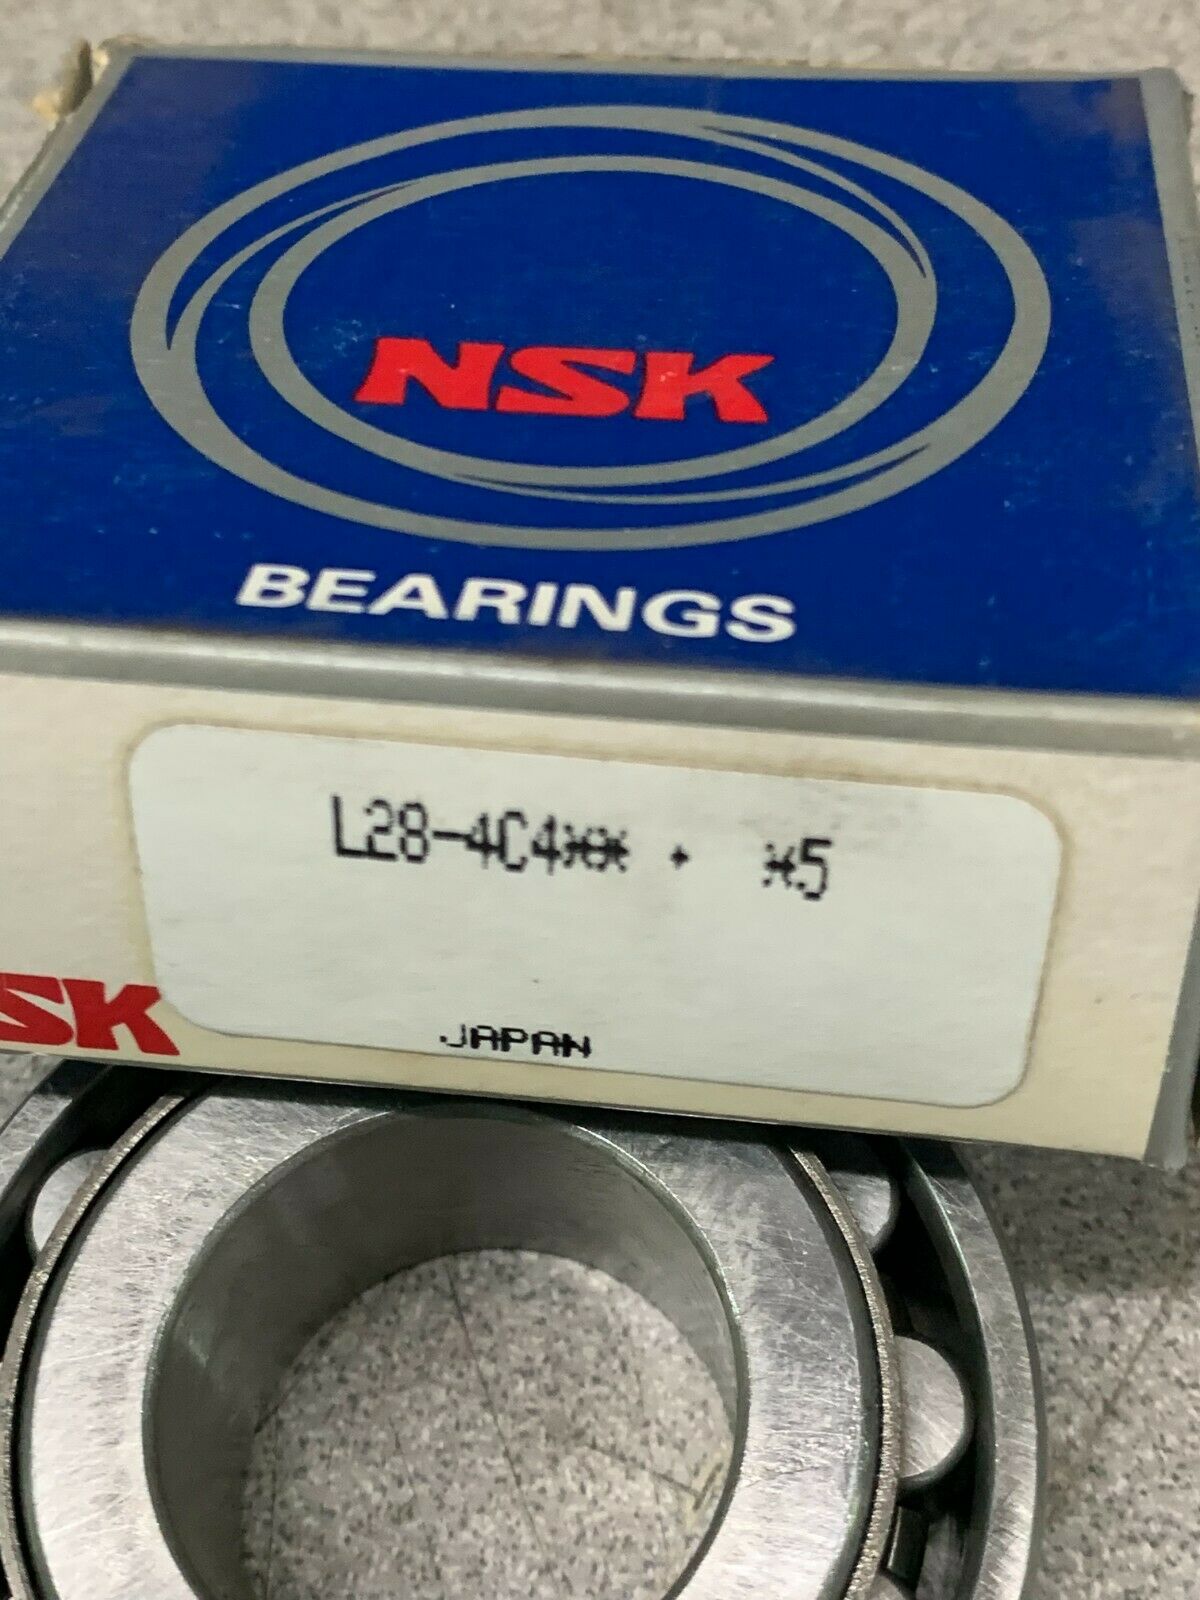 NSK
BEARINGS
L28-4C4*** · *5
SK
JAPAN